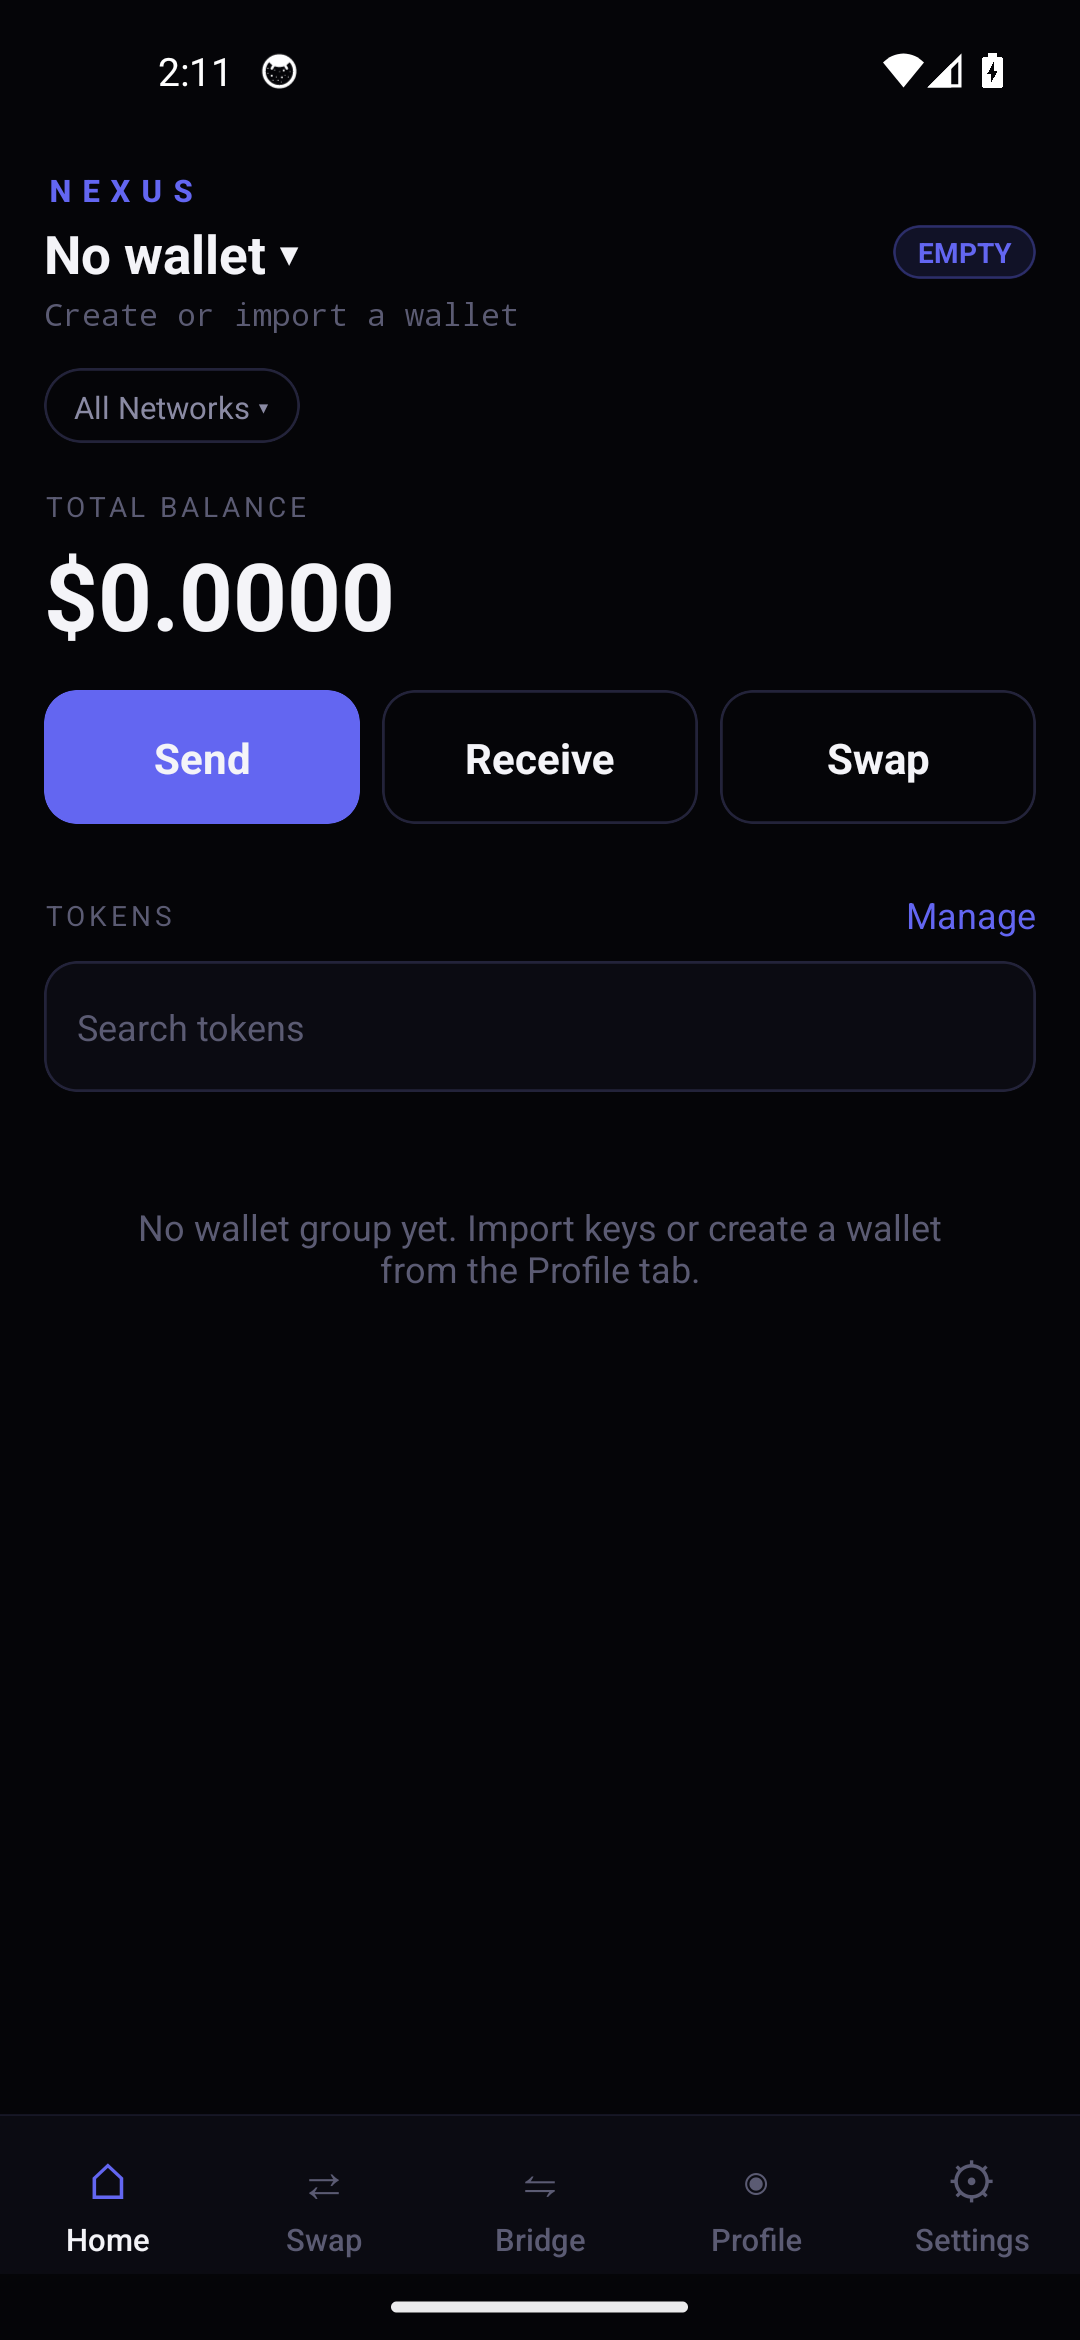 2:11
NEXUS
No wallet ▾
EMPTY
Create or import a wallet
All Networks ▾
TOTAL BALANCE
$0.0000
Send
Receive
Swap
TOKENS
Manage
Search tokens
No wallet group yet. Import keys or create a wallet
from the Profile tab.
Home
Swap
Bridge
Profile
Settings